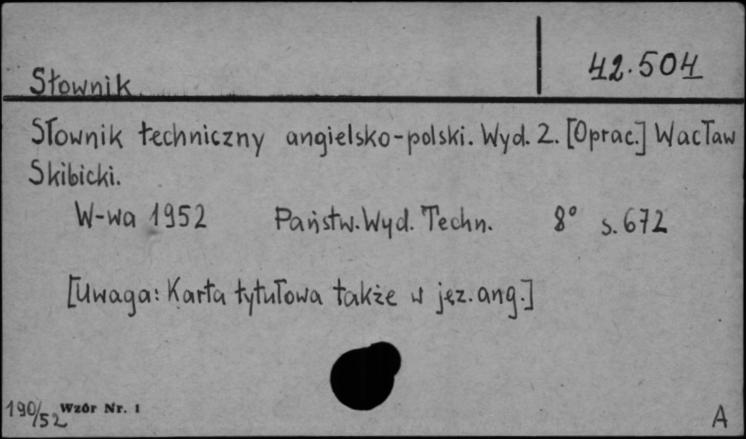 42.504
Słownik
Słownik techniczny angielsko-polski. Wyd. 2. [Oprac.] Wacław
Skibicki.
W-wa 1952 Państw. Wyd. Techn. 8° s. 672
[Uwaga: Karta tytułowa także w jęz. ang.]
190/52 Wzór Nr. 1
A